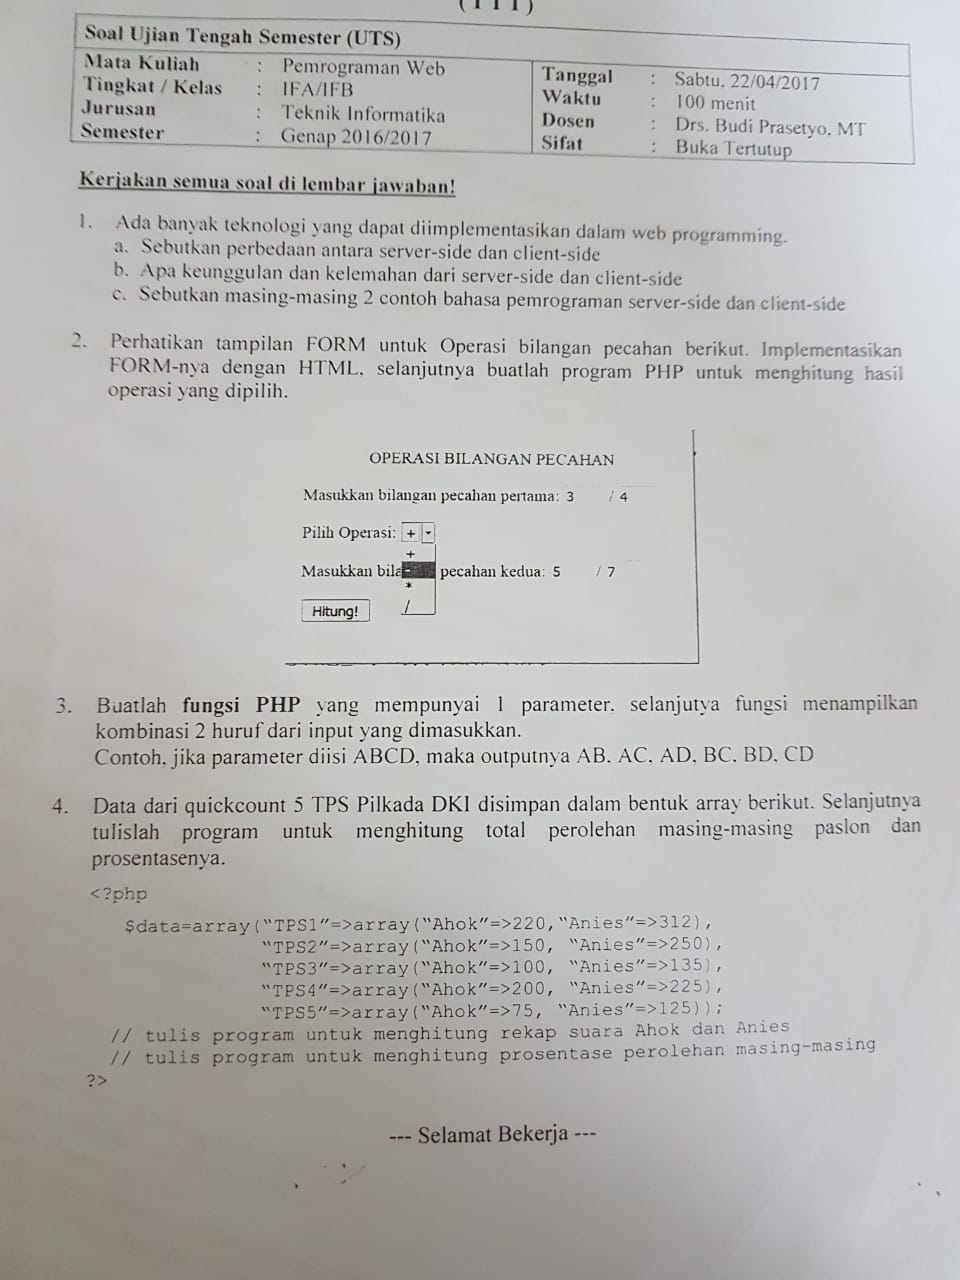 Soal Ujian Tengah Semester (UTS)
Mata Kuliah : Pemrograman Web
Tingkat / Kelas : IFA/IFB
Jurusan : Teknik Informatika
Semester : Genap 2016/2017
Tanggal : Sabtu, 22/04/2017
Waktu : 100 menit
Dosen : Drs. Budi Prasetyo, MT
Sifat : Buka Tertutup
Kerjakan semua soal di lembar jawaban!
1. Ada banyak teknologi yang dapat diimplementasikan dalam web programming.
a. Sebutkan perbedaan antara server-side dan client-side
b. Apa keunggulan dan kelemahan dari server-side dan client-side
c. Sebutkan masing-masing 2 contoh bahasa pemrograman server-side dan client-side
2. Perhatikan tampilan FORM untuk Operasi bilangan pecahan berikut. Implementasikan
FORM-nya dengan HTML, selanjutnya buatlah program PHP untuk menghitung hasil
operasi yang dipilih.
OPERASI BILANGAN PECAHAN
Masukkan bilangan pecahan pertama: 3 / 4
Pilih Operasi: +
+
Masukkan bila - pecahan kedua: 5 / 7
*
Hitung! /
3. Buatlah fungsi PHP yang mempunyai 1 parameter, selanjutya fungsi menampilkan
kombinasi 2 huruf dari input yang dimasukkan.
Contoh, jika parameter diisi ABCD, maka outputnya AB, AC, AD, BC, BD, CD
4. Data dari quickcount 5 TPS Pilkada DKI disimpan dalam bentuk array berikut. Selanjutnya
tulislah program untuk menghitung total perolehan masing-masing paslon dan
prosentasenya.
<?php
$data=array(“TPS1”=>array(“Ahok”=>220,“Anies”=>312),
“TPS2”=>array(“Ahok”=>150, “Anies”=>250),
“TPS3”=>array(“Ahok”=>100, “Anies”=>135),
“TPS4”=>array(“Ahok”=>200, “Anies”=>225),
“TPS5”=>array(“Ahok”=>75, “Anies”=>125));
// tulis program untuk menghitung rekap suara Ahok dan Anies
// tulis program untuk menghitung prosentase perolehan masing-masing
?>
--- Selamat Bekerja ---